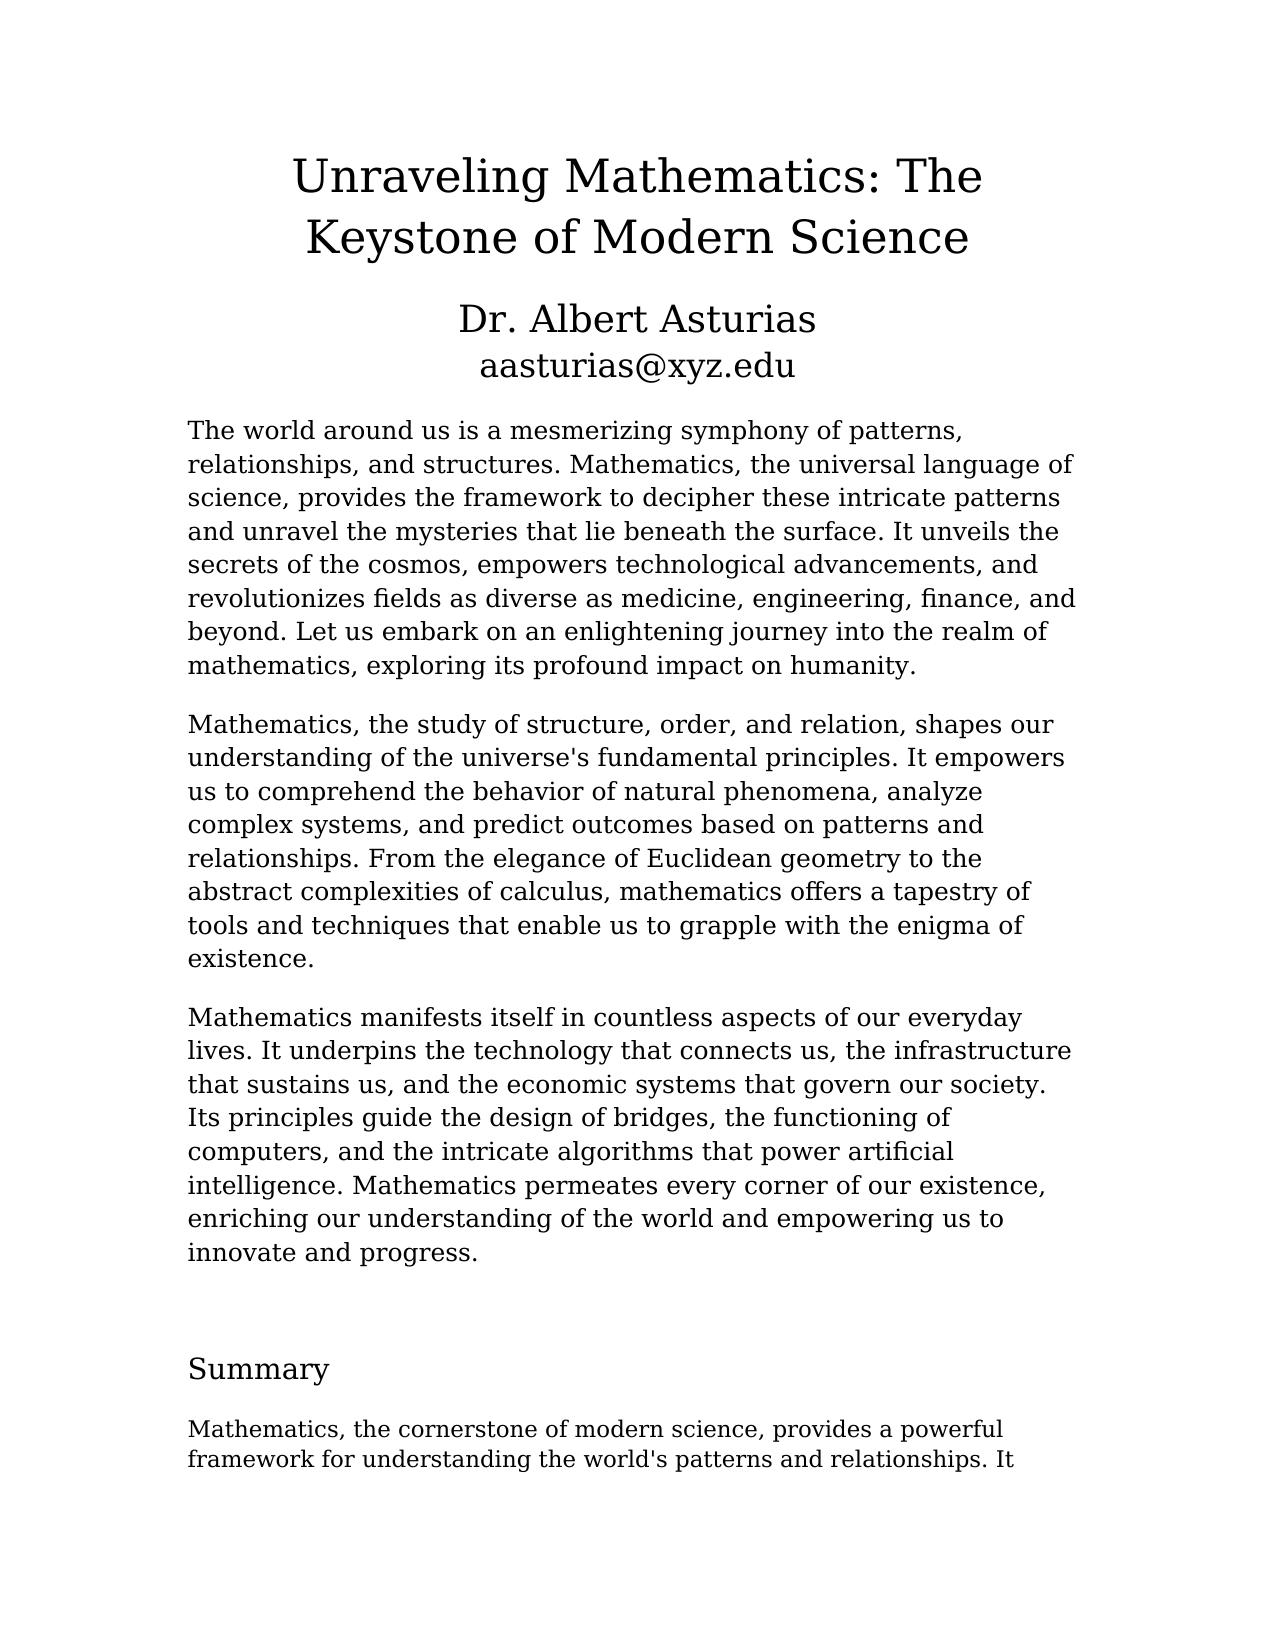 Unraveling Mathematics: The
Keystone of Modern Science
Dr. Albert Asturias
aasturias@xyz.edu
The world around us is a mesmerizing symphony of patterns,
relationships, and structures. Mathematics, the universal language of
science, provides the framework to decipher these intricate patterns
and unravel the mysteries that lie beneath the surface. It unveils the
secrets of the cosmos, empowers technological advancements, and
revolutionizes fields as diverse as medicine, engineering, finance, and
beyond. Let us embark on an enlightening journey into the realm of
mathematics, exploring its profound impact on humanity.
Mathematics, the study of structure, order, and relation, shapes our
understanding of the universe's fundamental principles. It empowers
us to comprehend the behavior of natural phenomena, analyze
complex systems, and predict outcomes based on patterns and
relationships. From the elegance of Euclidean geometry to the
abstract complexities of calculus, mathematics offers a tapestry of
tools and techniques that enable us to grapple with the enigma of
existence.
Mathematics manifests itself in countless aspects of our everyday
lives. It underpins the technology that connects us, the infrastructure
that sustains us, and the economic systems that govern our society.
Its principles guide the design of bridges, the functioning of
computers, and the intricate algorithms that power artificial
intelligence. Mathematics permeates every corner of our existence,
enriching our understanding of the world and empowering us to
innovate and progress.
Summary
Mathematics, the cornerstone of modern science, provides a powerful
framework for understanding the world's patterns and relationships. It